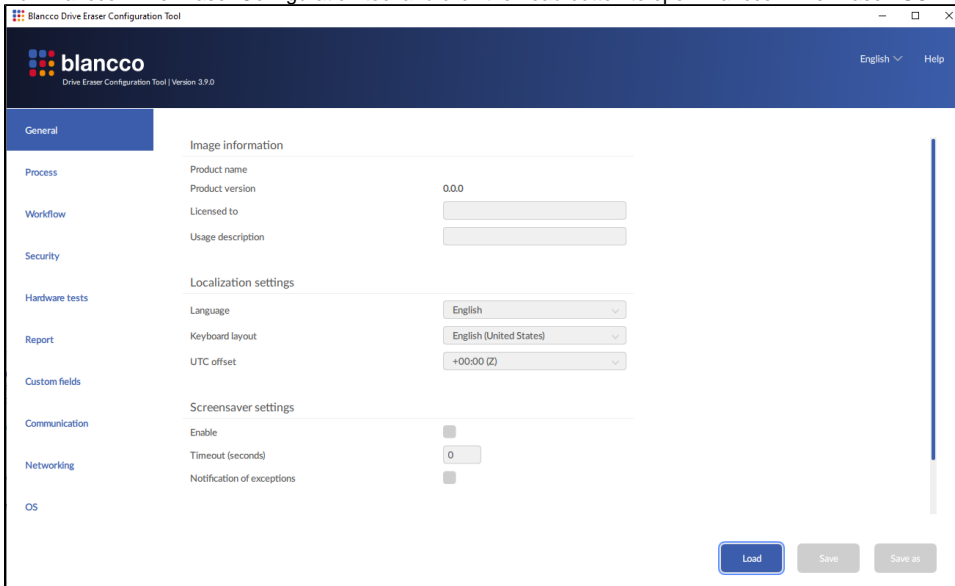 Blancco Drive Eraser Configuration Tool
blancco
Drive Eraser Configuration Tool | Version 3.9.0
English
Help
General
Process
Workflow
Security
Hardware tests
Report
Custom fields
Communication
Networking
OS
Image information
Product name
Product version 0.0.0
Licensed to
Usage description
Localization settings
Language English
Keyboard layout English (United States)
UTC offset +00:00 (Z)
Screensaver settings
Enable
Timeout (seconds) 0
Notification of exceptions
Load
Save
Save as